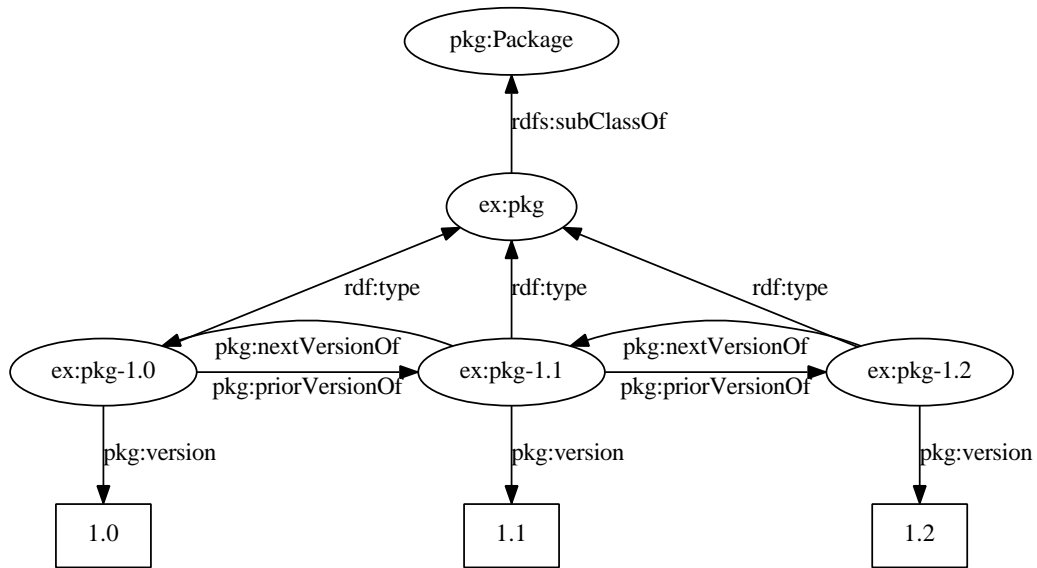 pkg:Package
rdfs:subClassOf
ex:pkg
rdf:type
rdf:type
rdf:type
pkg:nextVersionOf
pkg:nextVersionOf
ex:pkg-1.0
ex:pkg-1.1
ex:pkg-1.2
pkg:priorVersionOf
pkg:priorVersionOf
pkg:version
pkg:version
pkg:version
1.0
1.1
1.2